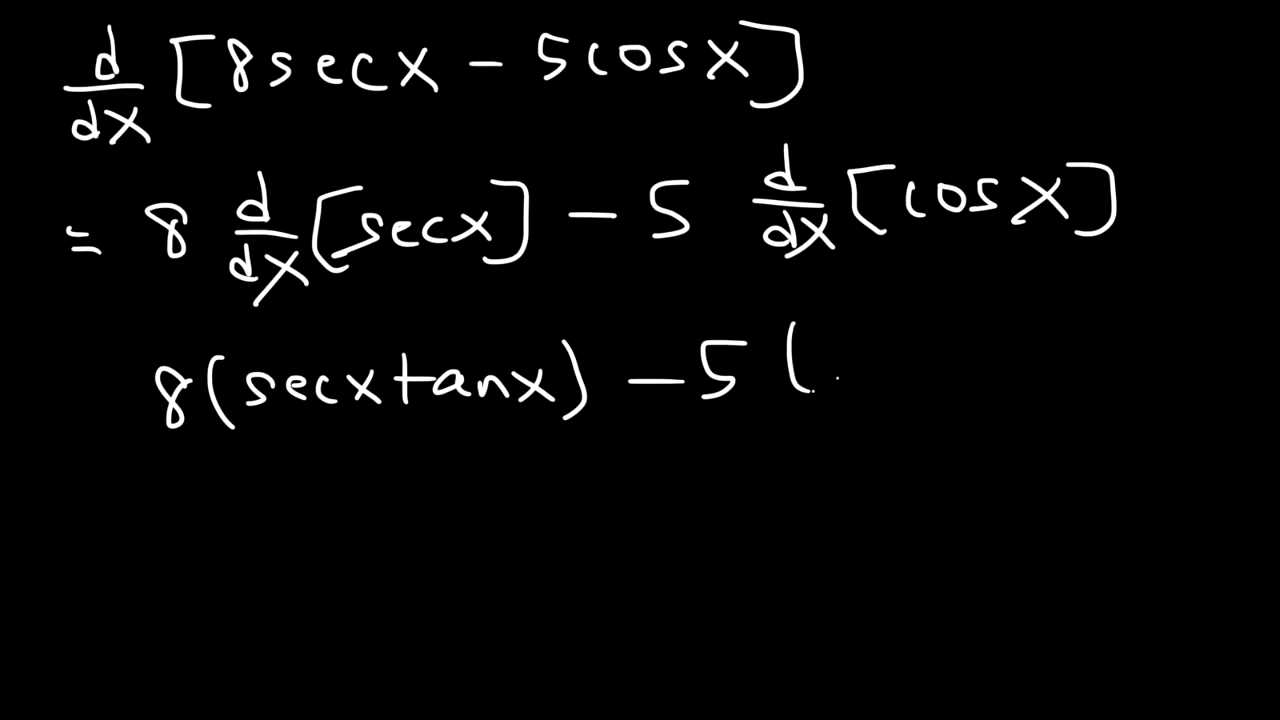 d/dx [8secx - 5cosx]
= 8 d/dx [secx] - 5 d/dx [cosx]
8(secxtanx) - 5(